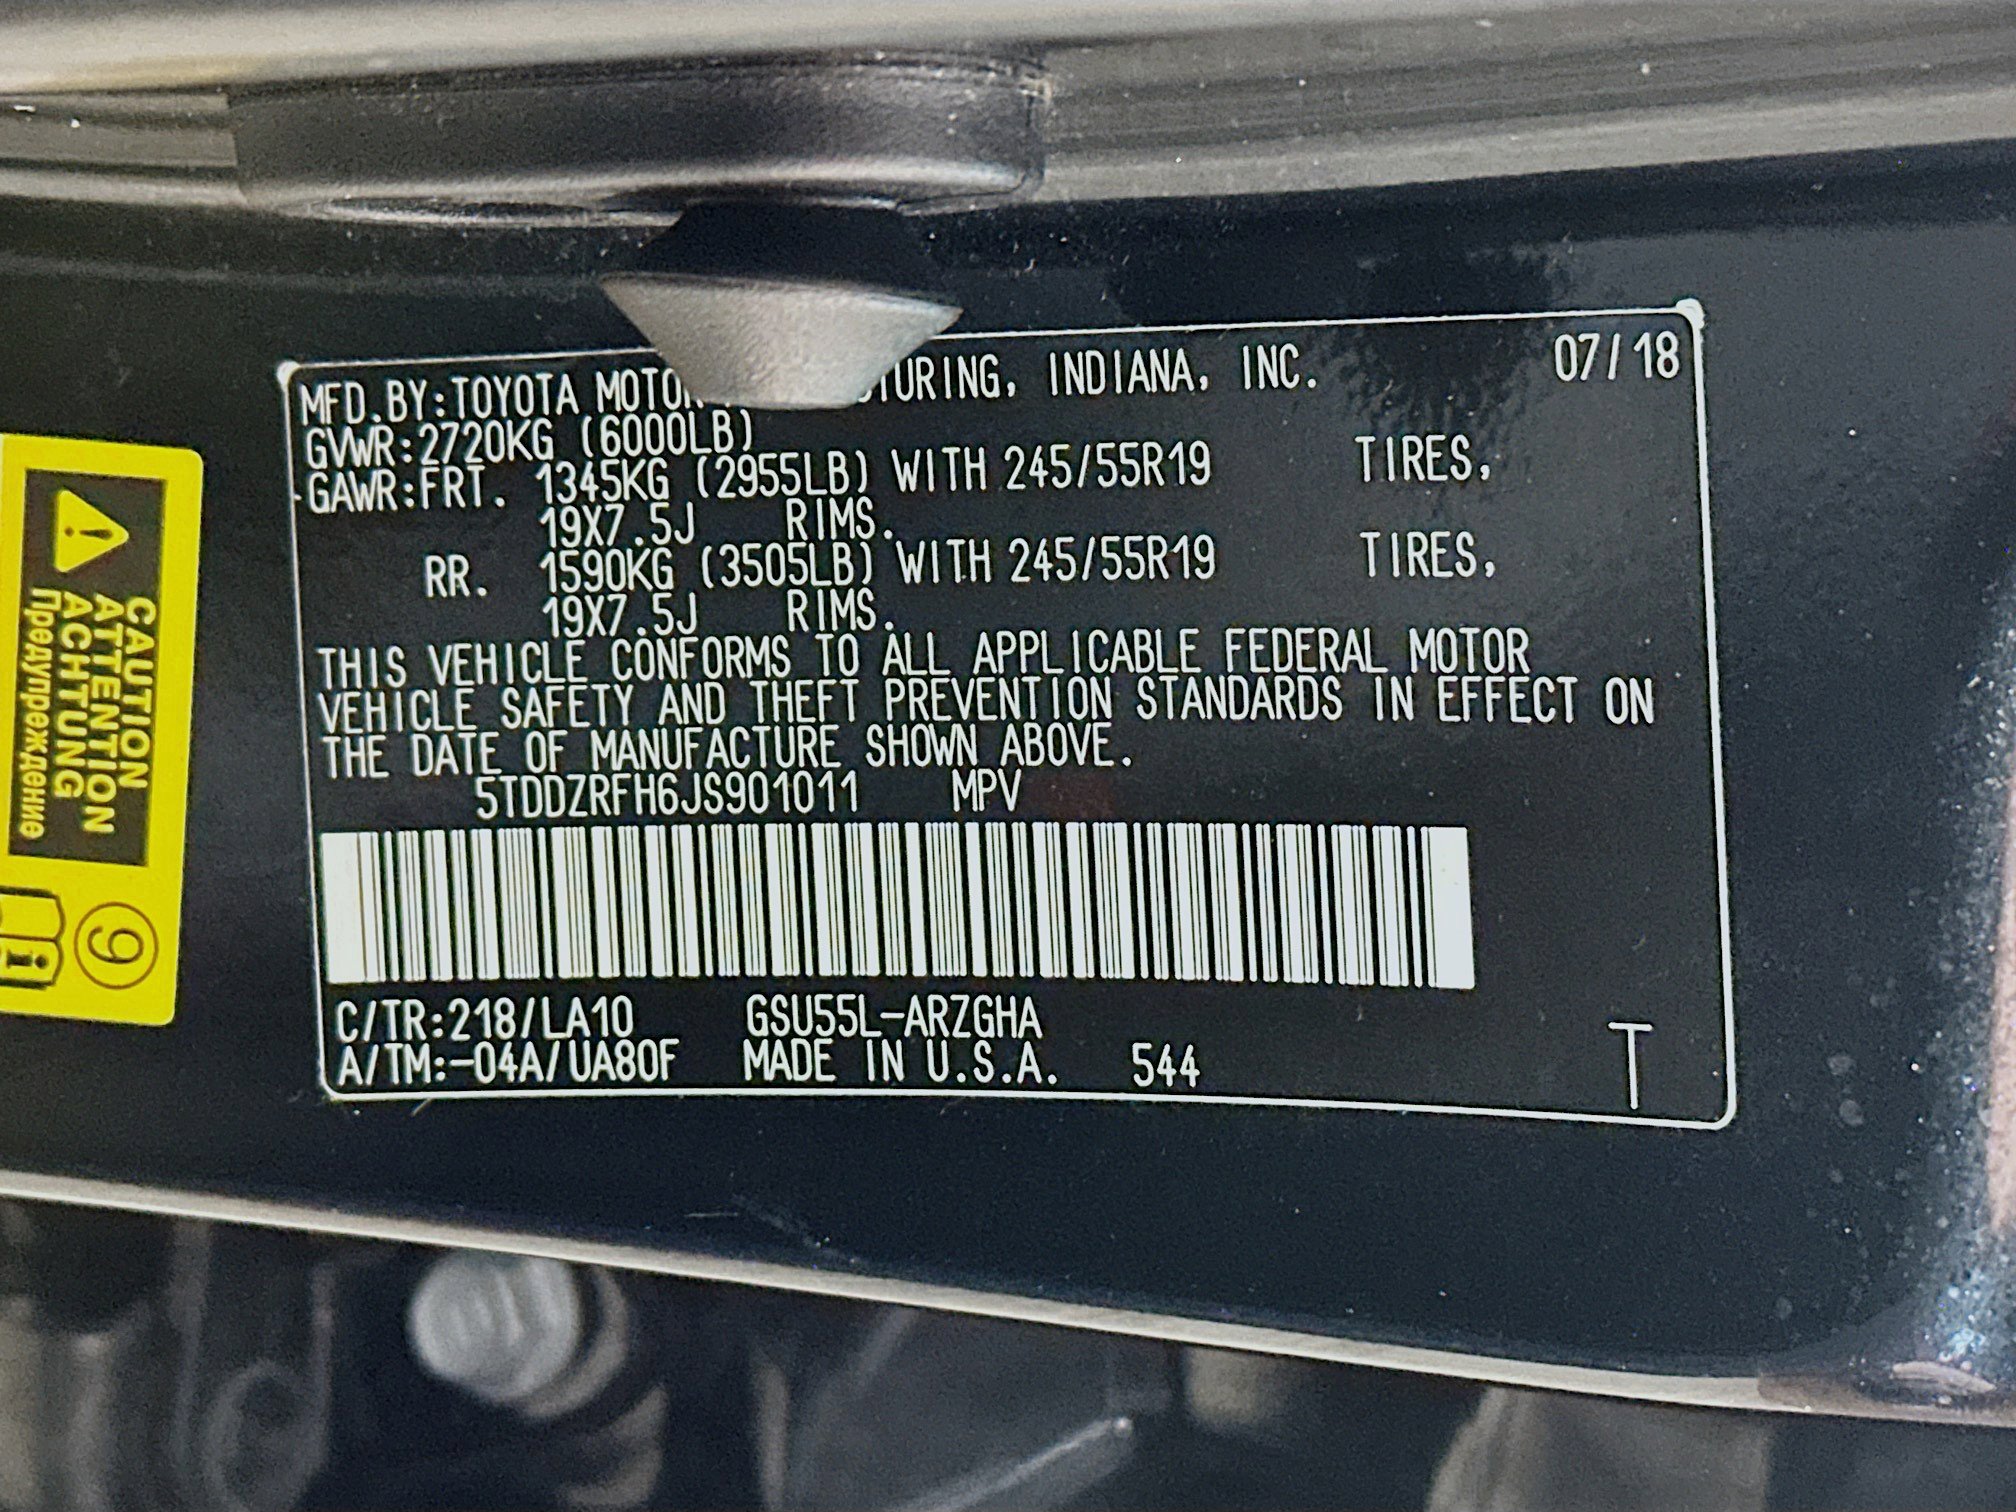 MFD.BY:TOYOTA TURING, INDIANA, INC. 07/18
GVWR:2720KG (6000LB)
GAWR:FRT. 1345KG (2955LB) WITH 245/55R19 TIRES,
19X7.5J RIMS.
RR. 1590KG (3505LB) WITH 245/55R19 TIRES,
19X7.5J RIMS.
THIS VEHICLE CONFORMS TO ALL APPLICABLE FEDERAL MOTOR
VEHICLE SAFETY AND THEFT PREVENTION STANDARDS IN EFFECT ON
THE DATE OF MANUFACTURE SHOWN ABOVE.
5TDDZRFH6JS901011 MPV
C/TR:218/LA10 GSU55L-ARZGHA
A/TM:-04A/UA80F MADE IN U.S.A. 544 T
CAUTION
ATTENTION
ACHTUNG
Предупреждение
9